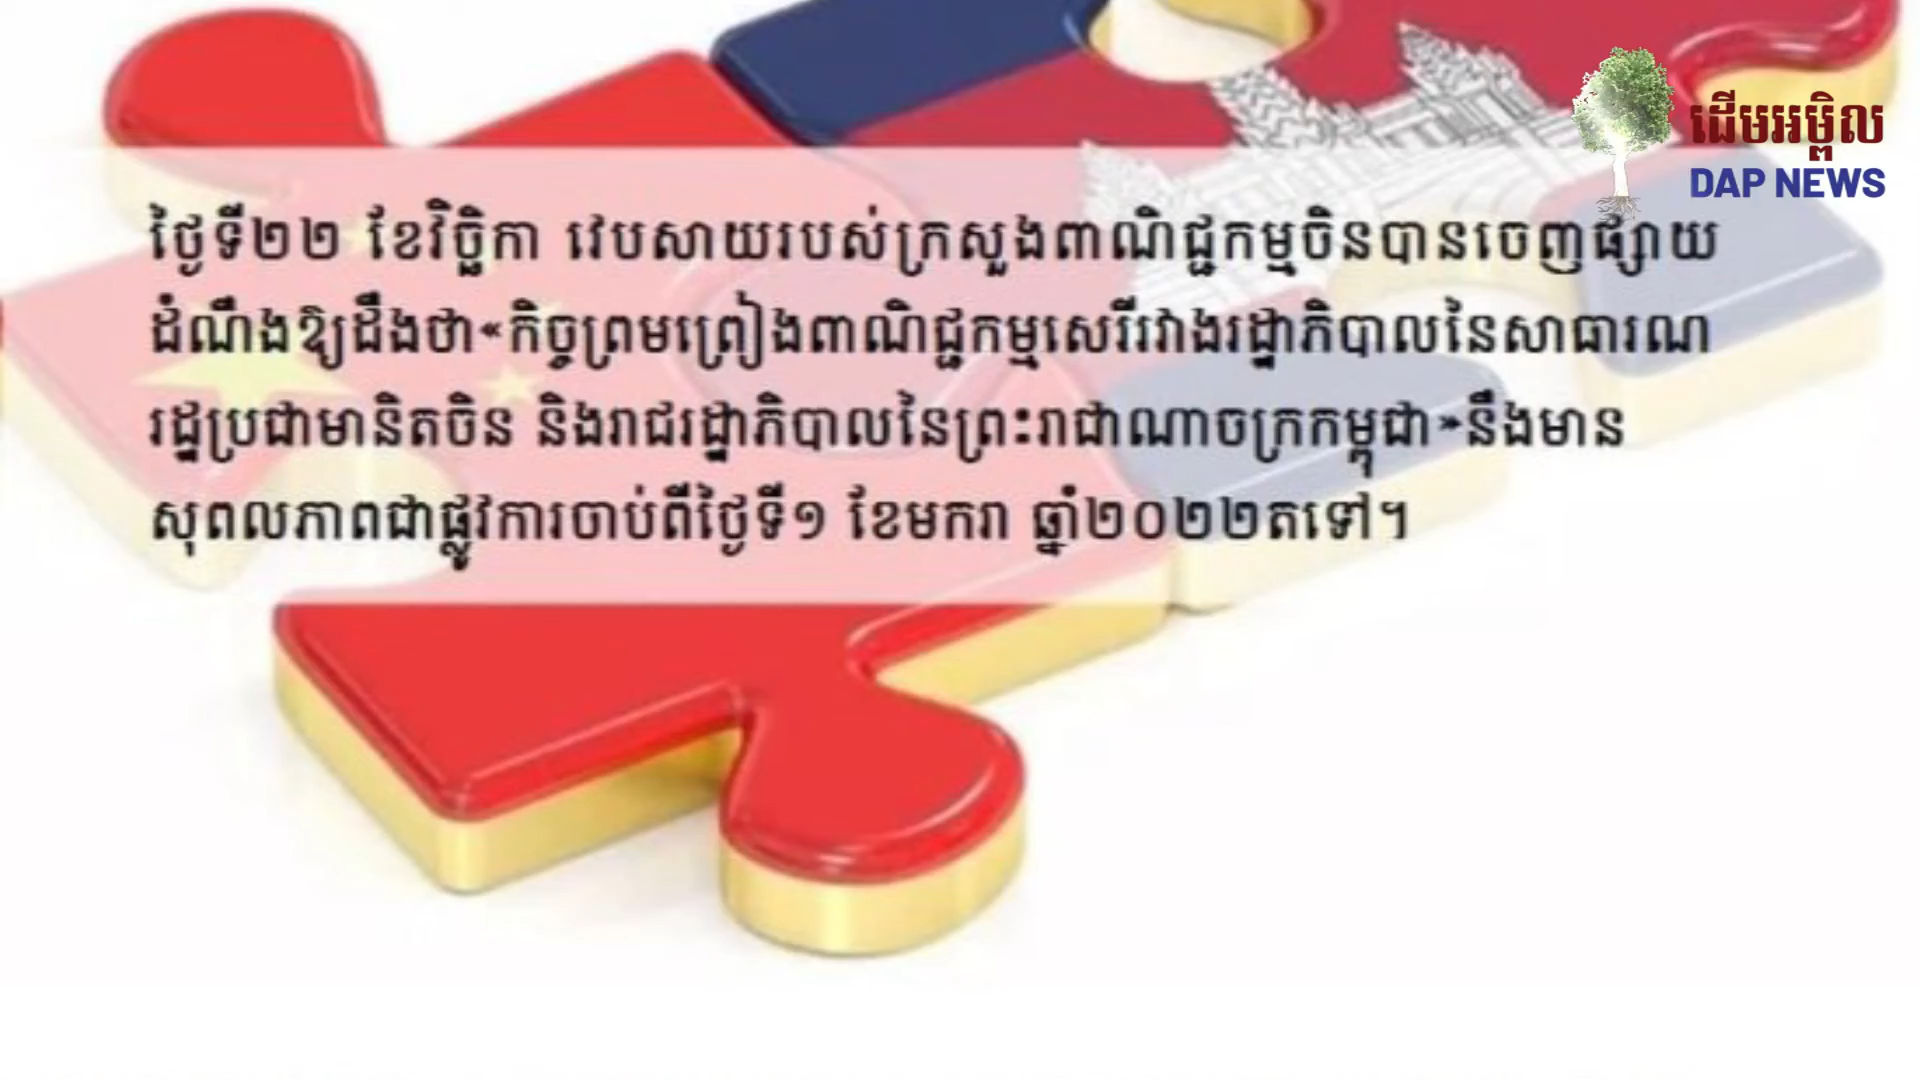 ដើមអម្ពិល
DAP NEWS
ថ្ងៃទី២២ ខែវិច្ឆិកា វេបសាយរបស់ក្រសួងពាណិជ្ជកម្មចិនបានចេញផ្សាយ
ដំណឹងឱ្យដឹងថា«កិច្ចព្រមព្រៀងពាណិជ្ជកម្មសេរីរវាងរដ្ឋាភិបាលនៃសាធារណ
រដ្ឋប្រជាមានិតចិន និងរាជរដ្ឋាភិបាលនៃព្រះរាជាណាចក្រកម្ពុជា»នឹងមាន
សុពលភាពជាផ្លូវការចាប់ពីថ្ងៃទី១ ខែមករា ឆ្នាំ២០២២តទៅ។